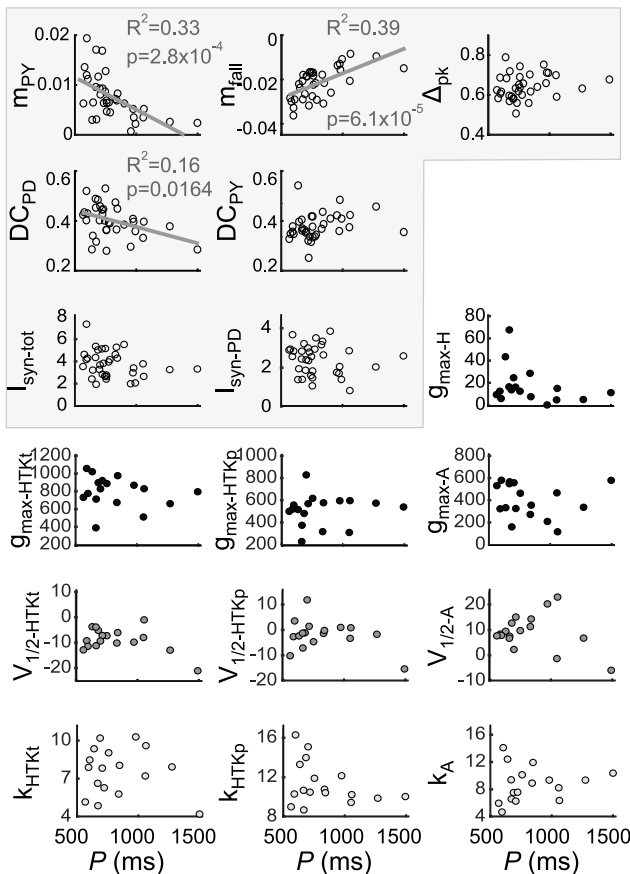 0.02
0.01
0
m_PY
R²=0.33
p=2.8x10⁻⁴
0
-0.02
-0.04
m_fall
R²=0.39
p=6.1x10⁻⁵
0.8
0.6
0.4
Δ_pk
0.6
0.4
0.2
DC_PD
R²=0.16
p=0.0164
0.6
0.4
0.2
DC_PY
8
6
4
2
0
I_syn-tot
4
2
0
I_syn-PD
80
60
40
20
0
g_max-H
1200
1000
800
600
400
200
g_max-HTKt
1000
800
600
400
200
g_max-HTKp
800
600
400
200
0
g_max-A
10
0
-10
-20
V_1/2-HTKt
20
10
0
-10
-20
V_1/2-HTKp
20
10
0
-10
V_1/2-A
10
7
4
k_HTKt
16
13
10
k_HTKp
16
12
8
4
k_A
500 1000 1500
P (ms)
500 1000 1500
P (ms)
500 1000 1500
P (ms)